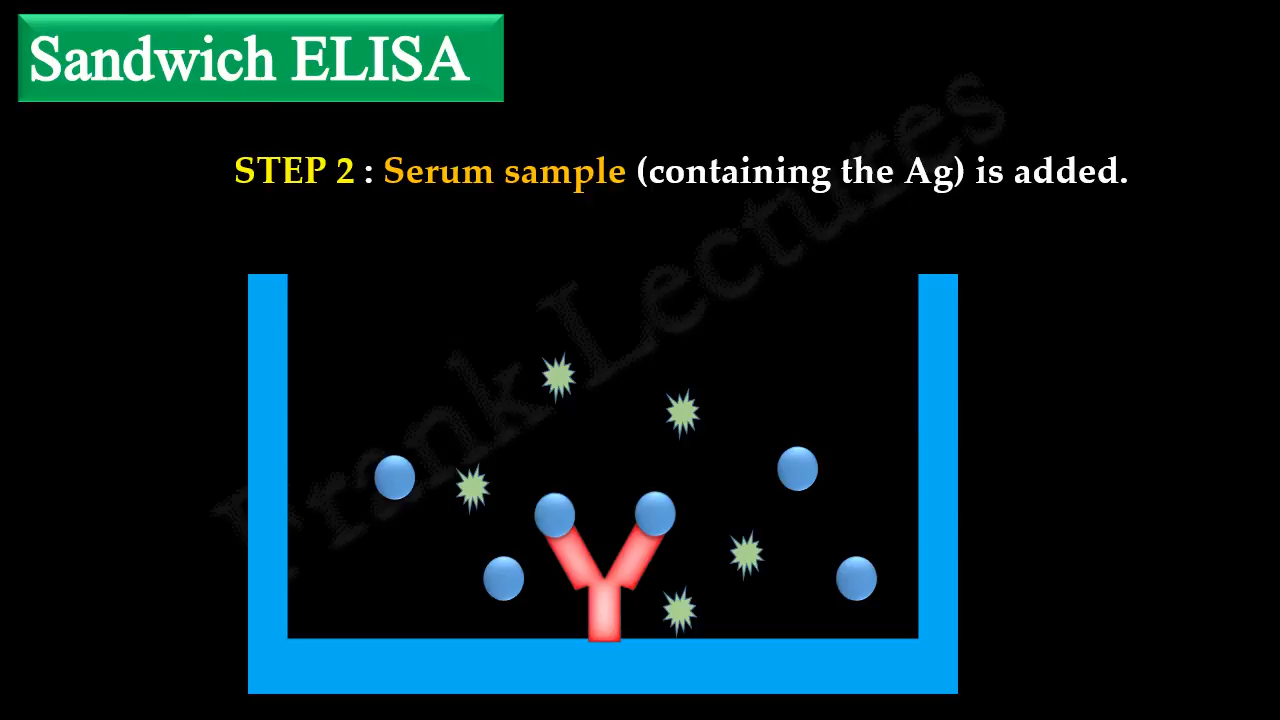 Sandwich ELISA
STEP 2 : Serum sample (containing the Ag) is added.
Frank Lectures